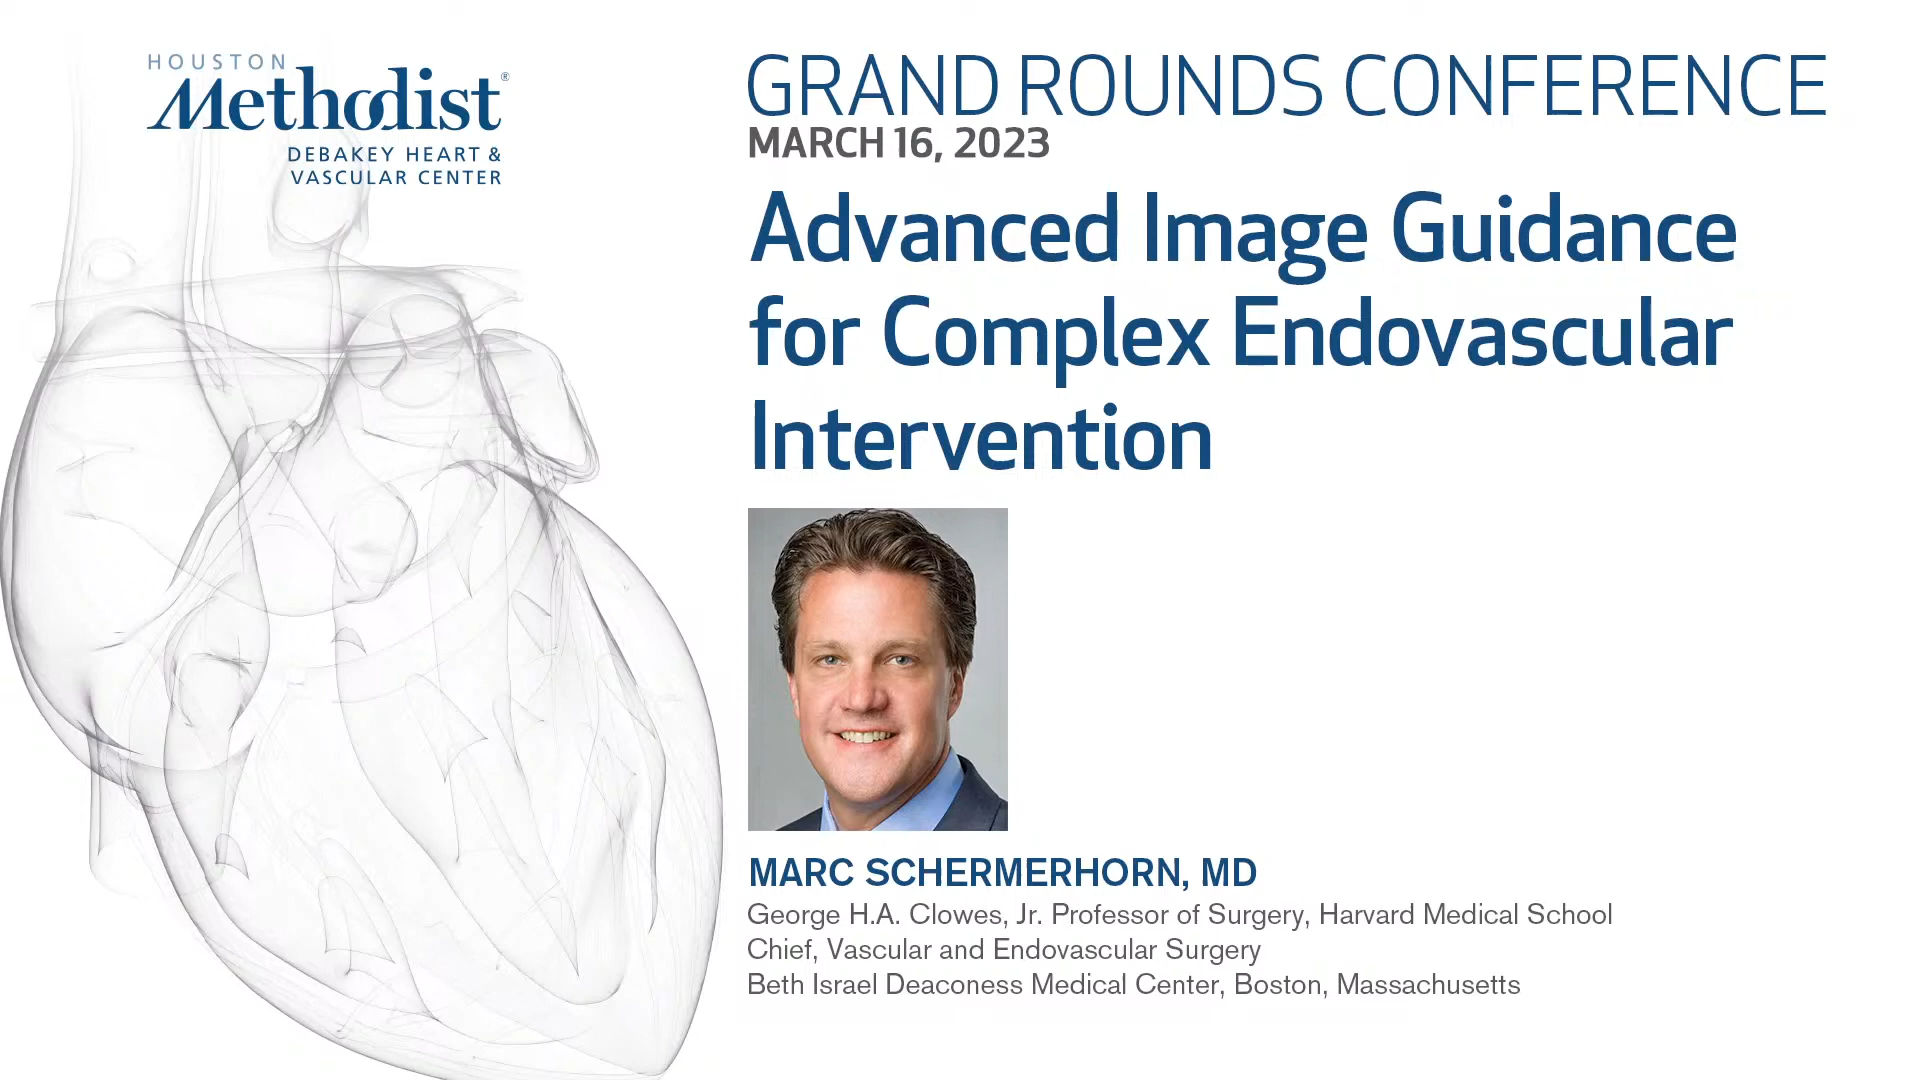 HOUSTON
Methodist®
DEBAKEY HEART &
VASCULAR CENTER
GRAND ROUNDS CONFERENCE
MARCH 16, 2023
Advanced Image Guidance
for Complex Endovascular
Intervention
MARC SCHERMERHORN, MD
George H.A. Clowes, Jr. Professor of Surgery, Harvard Medical School
Chief, Vascular and Endovascular Surgery
Beth Israel Deaconess Medical Center, Boston, Massachusetts